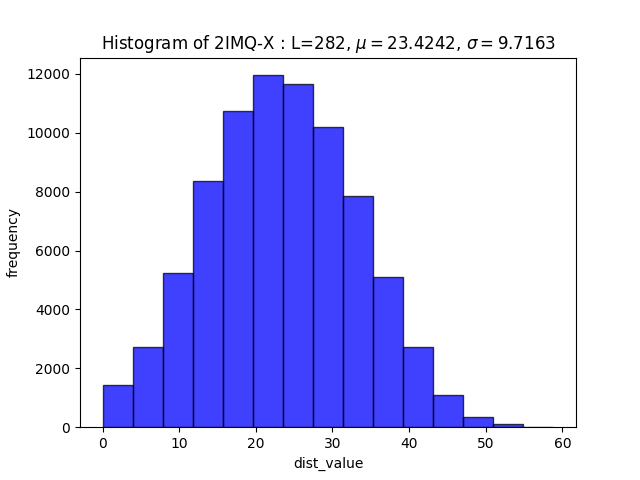 Histogram of 2IMQ-X : L=282, μ = 23.4242, σ = 9.7163
frequency
12000
10000
8000
6000
4000
2000
0
0 10 20 30 40 50 60
dist_value